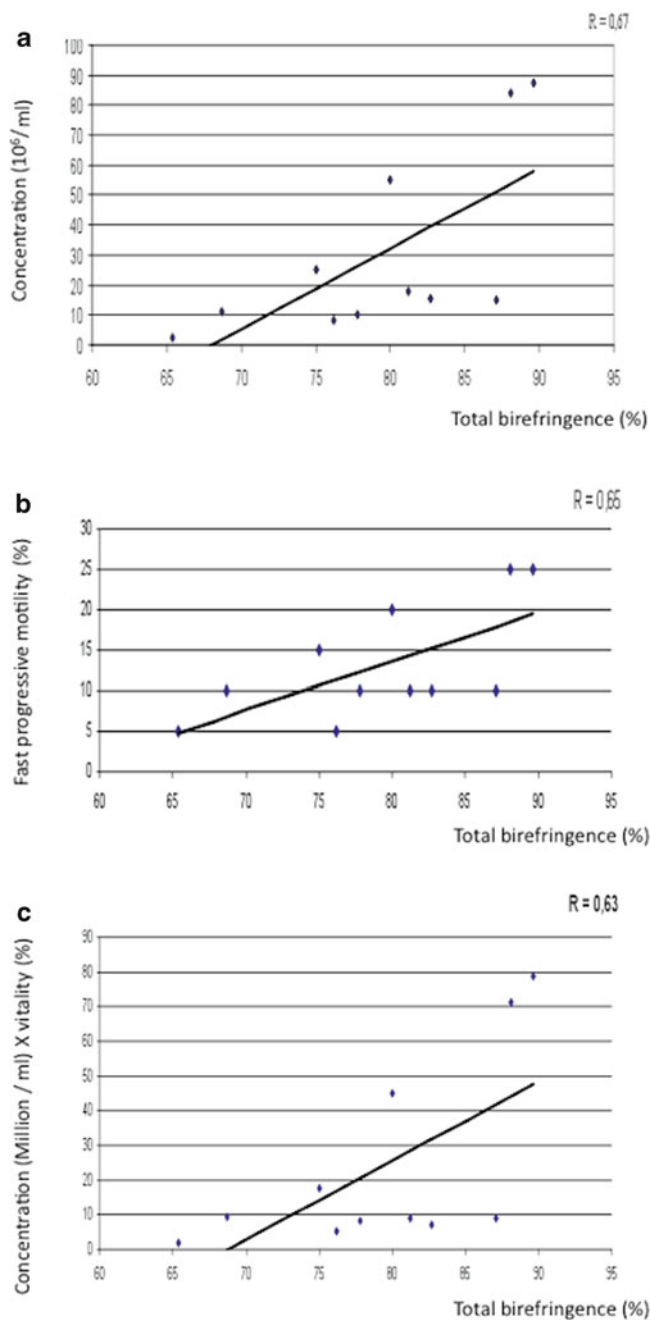 a
R = 0,67
Concentration (10⁶/ml)
100
90
80
70
60
50
40
30
20
10
0
60 65 70 75 80 85 90 95
Total birefringence (%)
b
R = 0,65
Fast progressive motility (%)
30
25
20
15
10
5
0
60 65 70 75 80 85 90 95
Total birefringence (%)
c
R = 0,63
Concentration (Million / ml) X vitality (%)
90
80
70
60
50
40
30
20
10
0
60 65 70 75 80 85 90 95
Total birefringence (%)